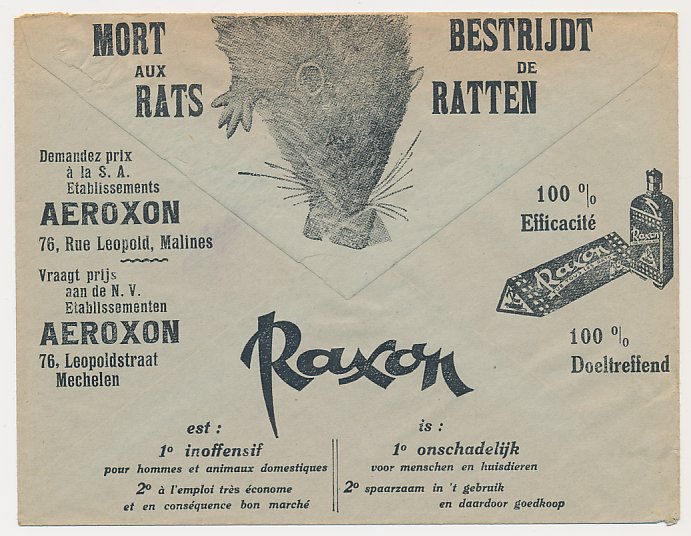 MORT
AUX
RATS
BESTRIJDT
DE
RATTEN
Demandez prix
à la S. A.
Etablissements
AEROXON
76, Rue Léopold, Malines
Vraagt prijs
aan de N. V.
Etablissementen
AEROXON
76, Leopoldstraat
Mechelen
100 %
Efficacité
Raxon
Raxon
100 %
Doeltreffend
Raxon
est :
1º inoffensif
pour hommes et animaux domestiques
2º à l'emploi très économe
et en conséquence bon marché
is :
1º onschadelijk
voor menschen en huisdieren
2º spaarzaam in 't gebruik
en daardoor goedkoop